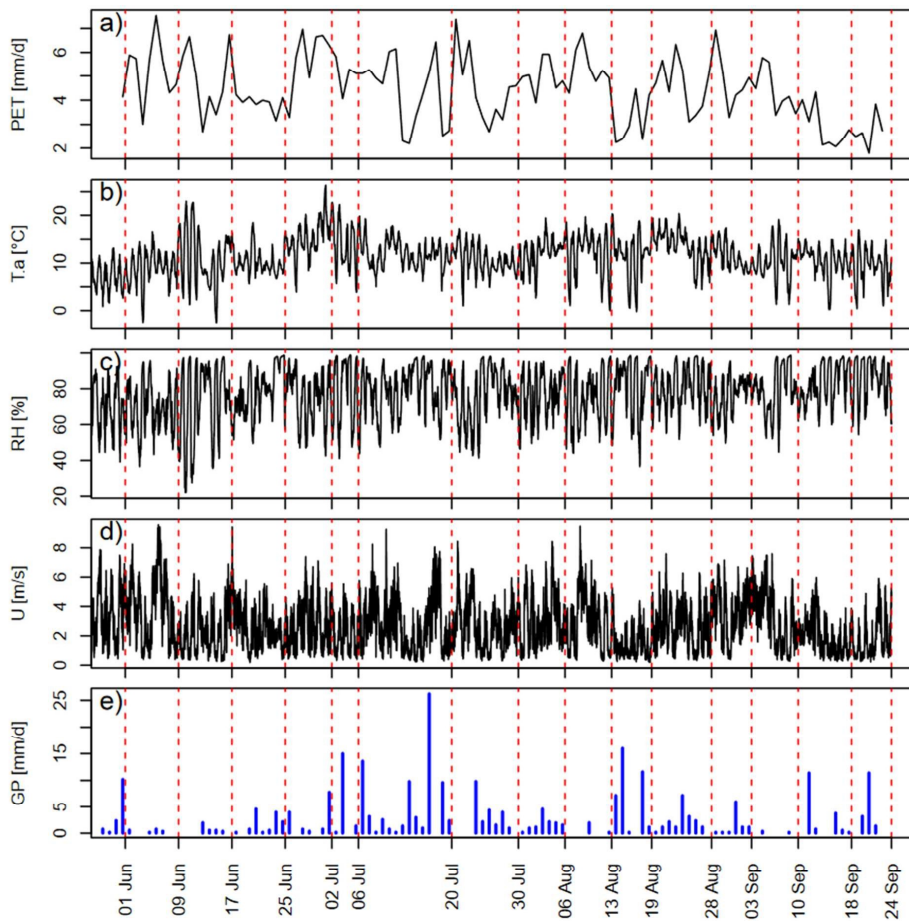 a)
PET [mm/d]
6
4
2
b)
T.a [°C]
20
10
0
c)
RH [%]
80
60
40
20
d)
U [m/s]
8
6
4
2
0
e)
GP [mm/d]
25
15
5
0
01 Jun
09 Jun
17 Jun
25 Jun
02 Jul
06 Jul
20 Jul
30 Jul
06 Aug
13 Aug
19 Aug
28 Aug
03 Sep
10 Sep
18 Sep
24 Sep